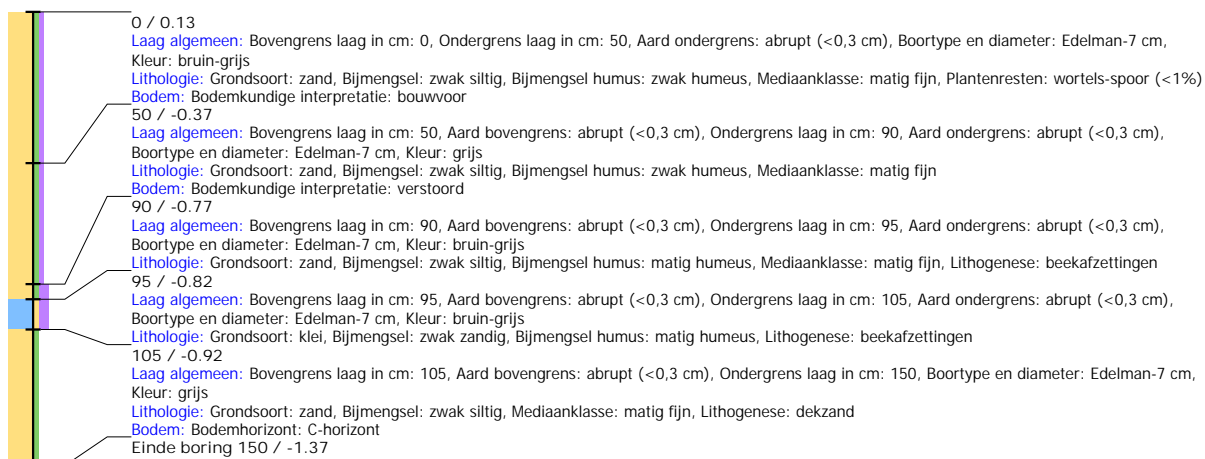 0 / 0.13
Laag algemeen: Bovengrens laag in cm: 0, Ondergrens laag in cm: 50, Aard ondergrens: abrupt (<0,3 cm), Boortype en diameter: Edelman-7 cm,
Kleur: bruin-grijs
Lithologie: Grondsoort: zand, Bijmengsel: zwak siltig, Bijmengsel humus: zwak humeus, Mediaanklasse: matig fijn, Plantenresten: wortels-spoor (<1%)
Bodem: Bodemkundige interpretatie: bouwvoor
50 / -0.37
Laag algemeen: Bovengrens laag in cm: 50, Aard bovengrens: abrupt (<0,3 cm), Ondergrens laag in cm: 90, Aard ondergrens: abrupt (<0,3 cm),
Boortype en diameter: Edelman-7 cm, Kleur: grijs
Lithologie: Grondsoort: zand, Bijmengsel: zwak siltig, Bijmengsel humus: zwak humeus, Mediaanklasse: matig fijn
Bodem: Bodemkundige interpretatie: verstoord
90 / -0.77
Laag algemeen: Bovengrens laag in cm: 90, Aard bovengrens: abrupt (<0,3 cm), Ondergrens laag in cm: 95, Aard ondergrens: abrupt (<0,3 cm),
Boortype en diameter: Edelman-7 cm, Kleur: bruin-grijs
Lithologie: Grondsoort: zand, Bijmengsel: zwak siltig, Bijmengsel humus: matig humeus, Mediaanklasse: matig fijn, Lithogenese: beekafzettingen
95 / -0.82
Laag algemeen: Bovengrens laag in cm: 95, Aard bovengrens: abrupt (<0,3 cm), Ondergrens laag in cm: 105, Aard ondergrens: abrupt (<0,3 cm),
Boortype en diameter: Edelman-7 cm, Kleur: bruin-grijs
Lithologie: Grondsoort: klei, Bijmengsel: zwak zandig, Bijmengsel humus: matig humeus, Lithogenese: beekafzettingen
105 / -0.92
Laag algemeen: Bovengrens laag in cm: 105, Aard bovengrens: abrupt (<0,3 cm), Ondergrens laag in cm: 150, Boortype en diameter: Edelman-7 cm,
Kleur: grijs
Lithologie: Grondsoort: zand, Bijmengsel: zwak siltig, Mediaanklasse: matig fijn, Lithogenese: dekzand
Bodem: Bodemhorizont: C-horizont
Einde boring 150 / -1.37